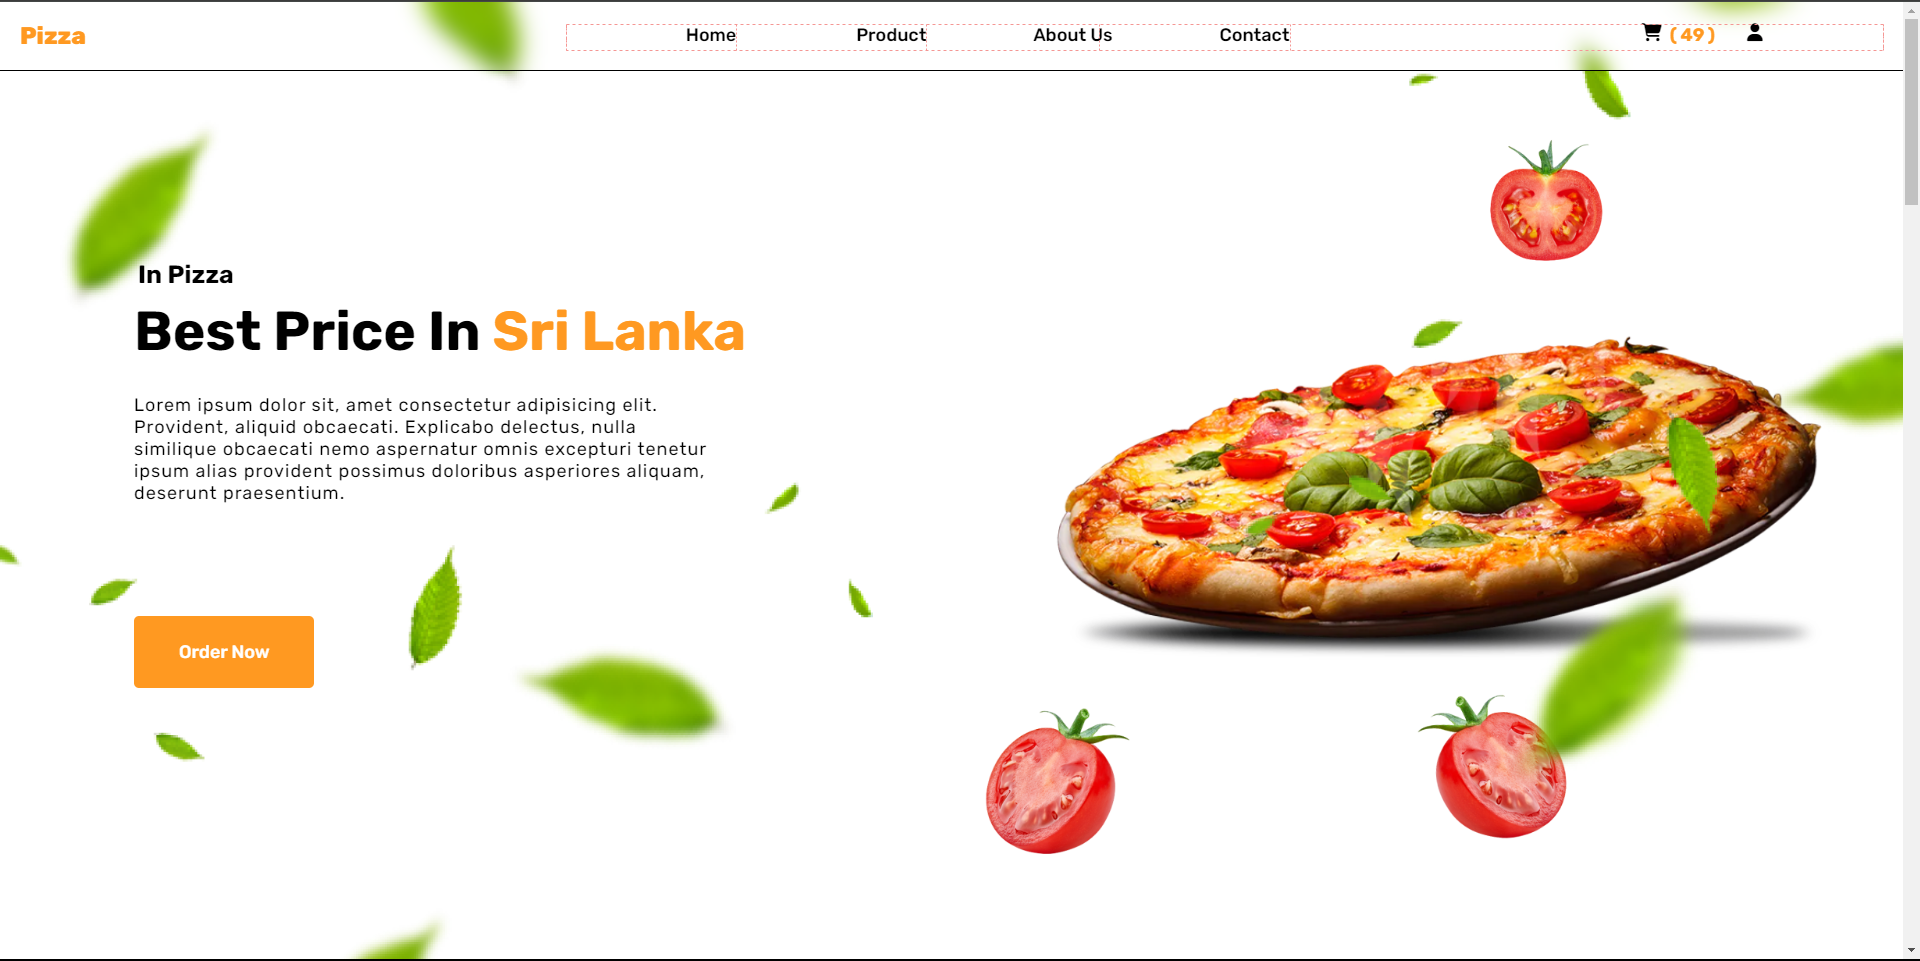 Pizza Home Product About Us Contact ( 49 )
In Pizza
Best Price In Sri Lanka
Lorem ipsum dolor sit, amet consectetur adipisicing elit.
Provident, aliquid obcaecati. Explicabo delectus, nulla
similique obcaecati nemo aspernatur omnis excepturi tenetur
ipsum alias provident possimus doloribus asperiores aliquam,
deserunt praesentium.
Order Now